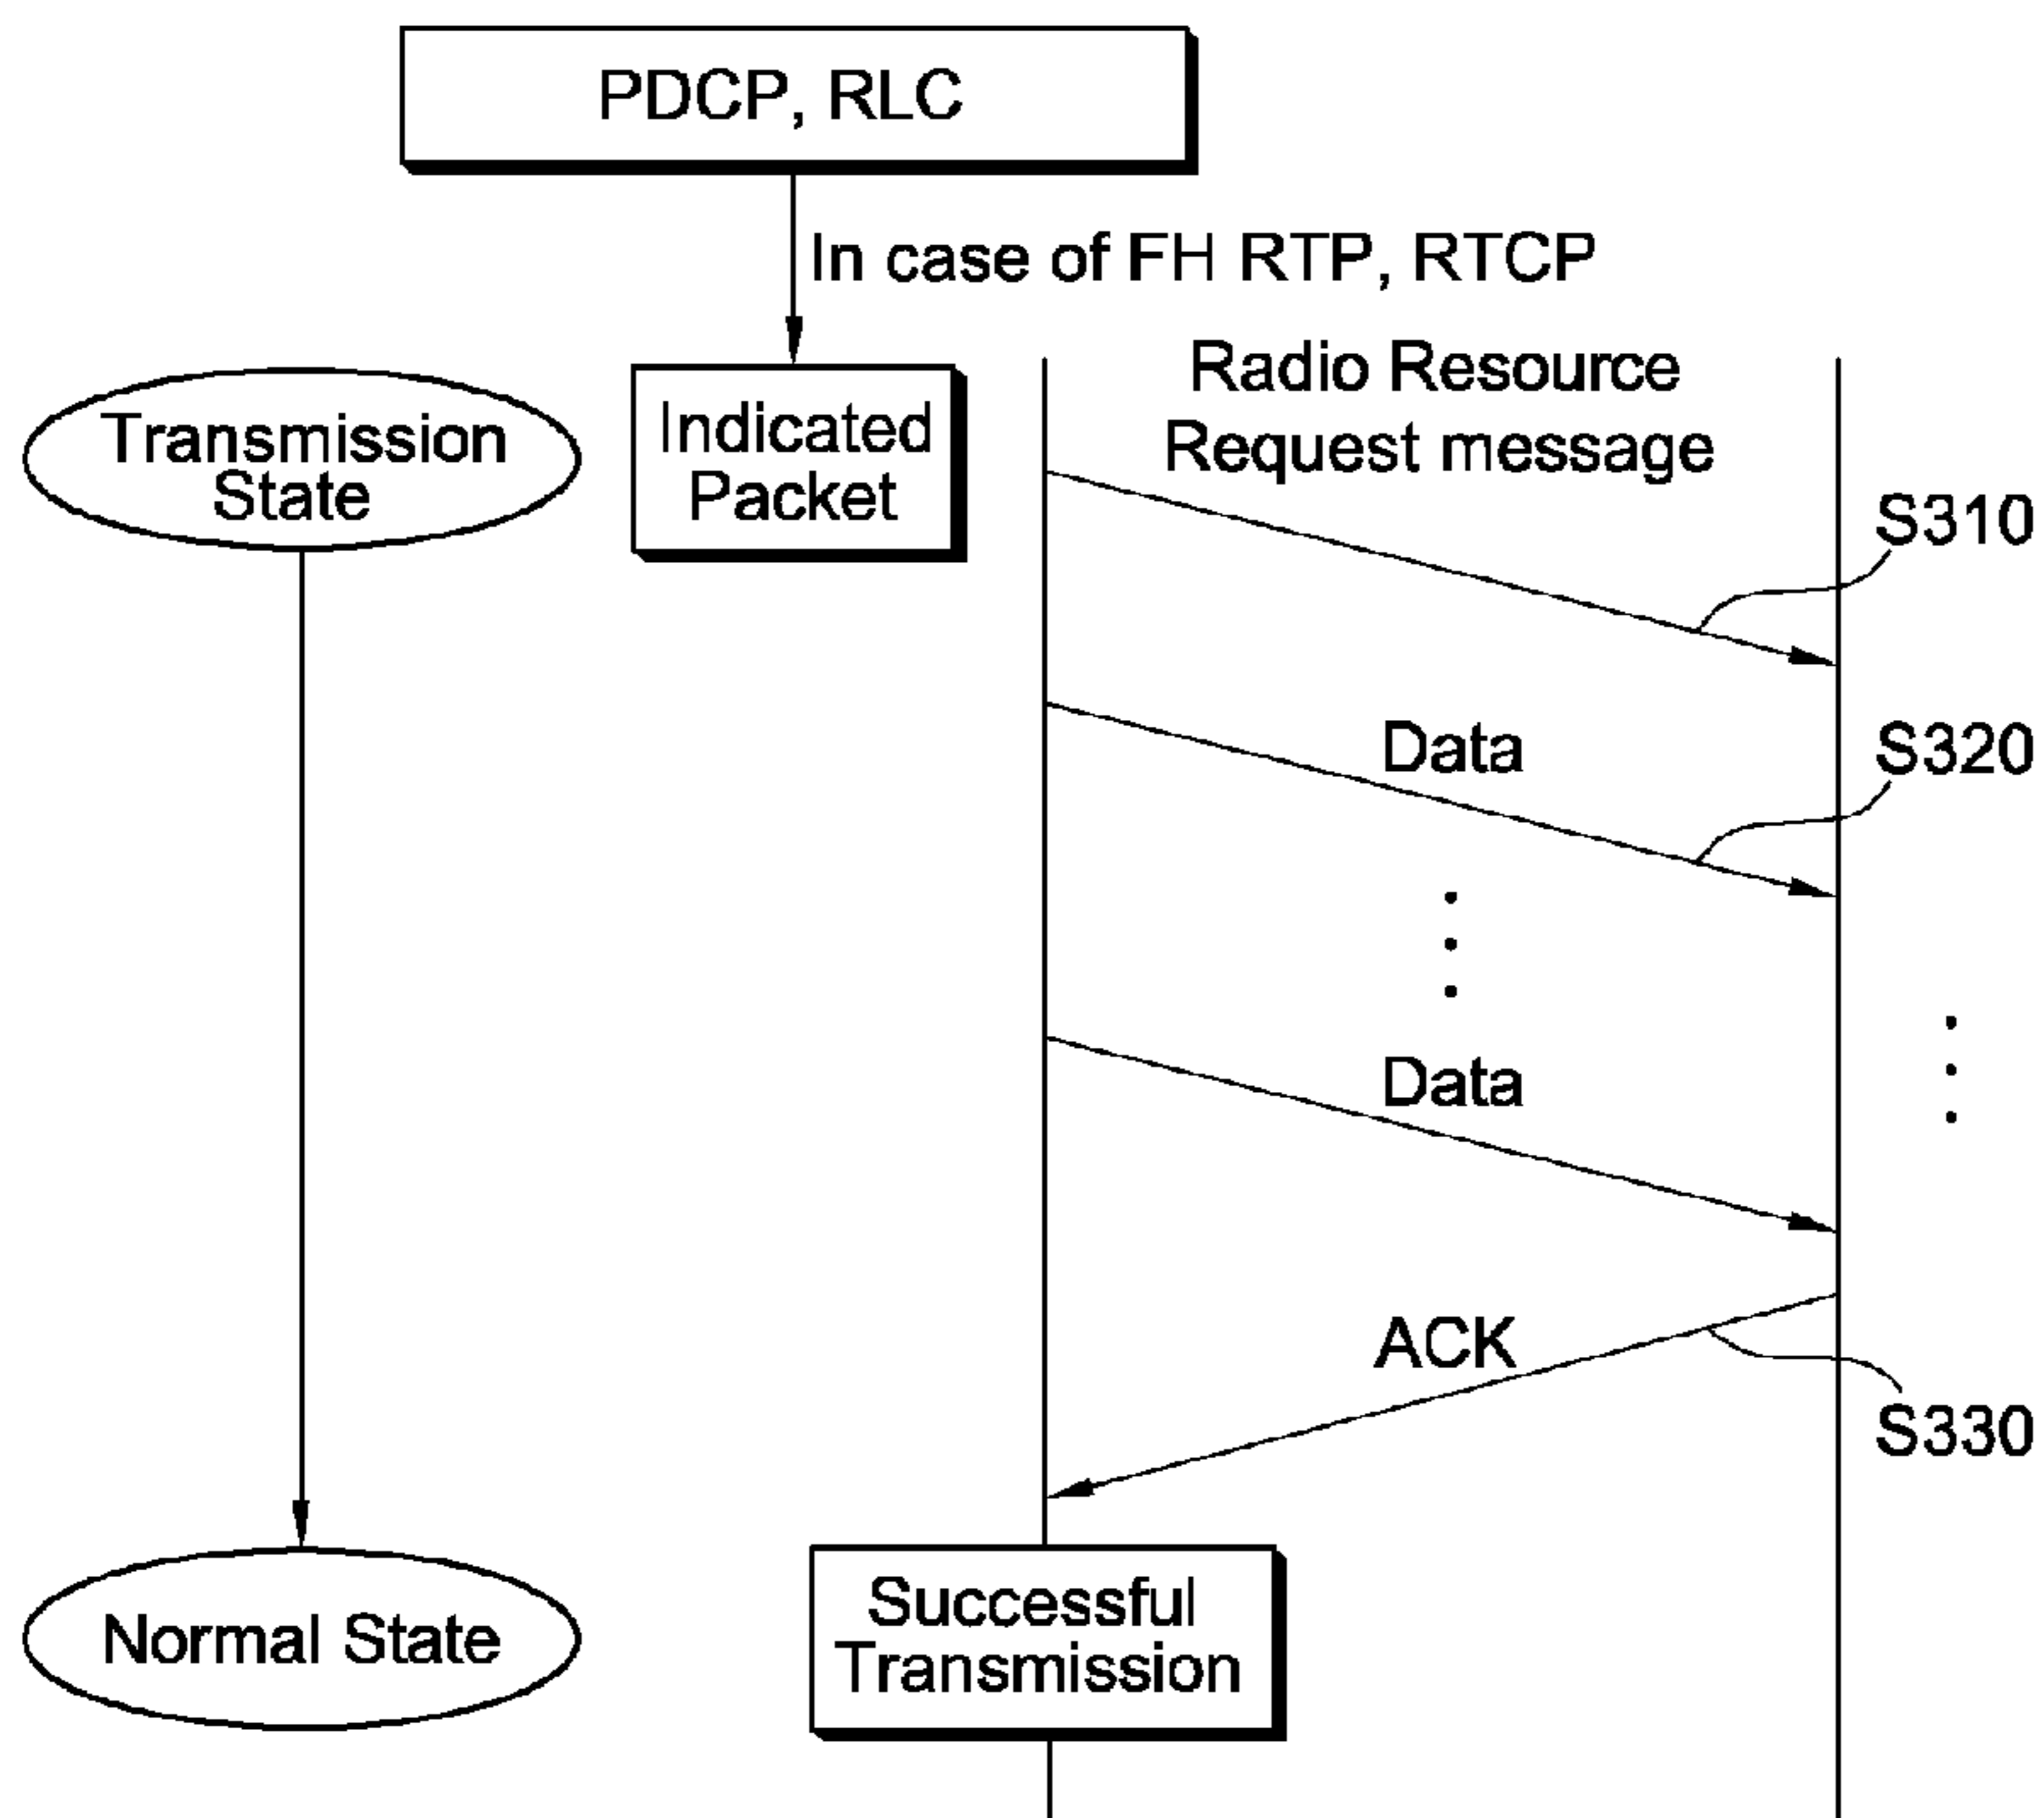 PDCP, RLC
In case of FH RTP, RTCP
Radio Resource
Request message
Transmission
State
Indicated
Packet
S310
Data
S320
Data
ACK
S330
Successful
Transmission
Normal State